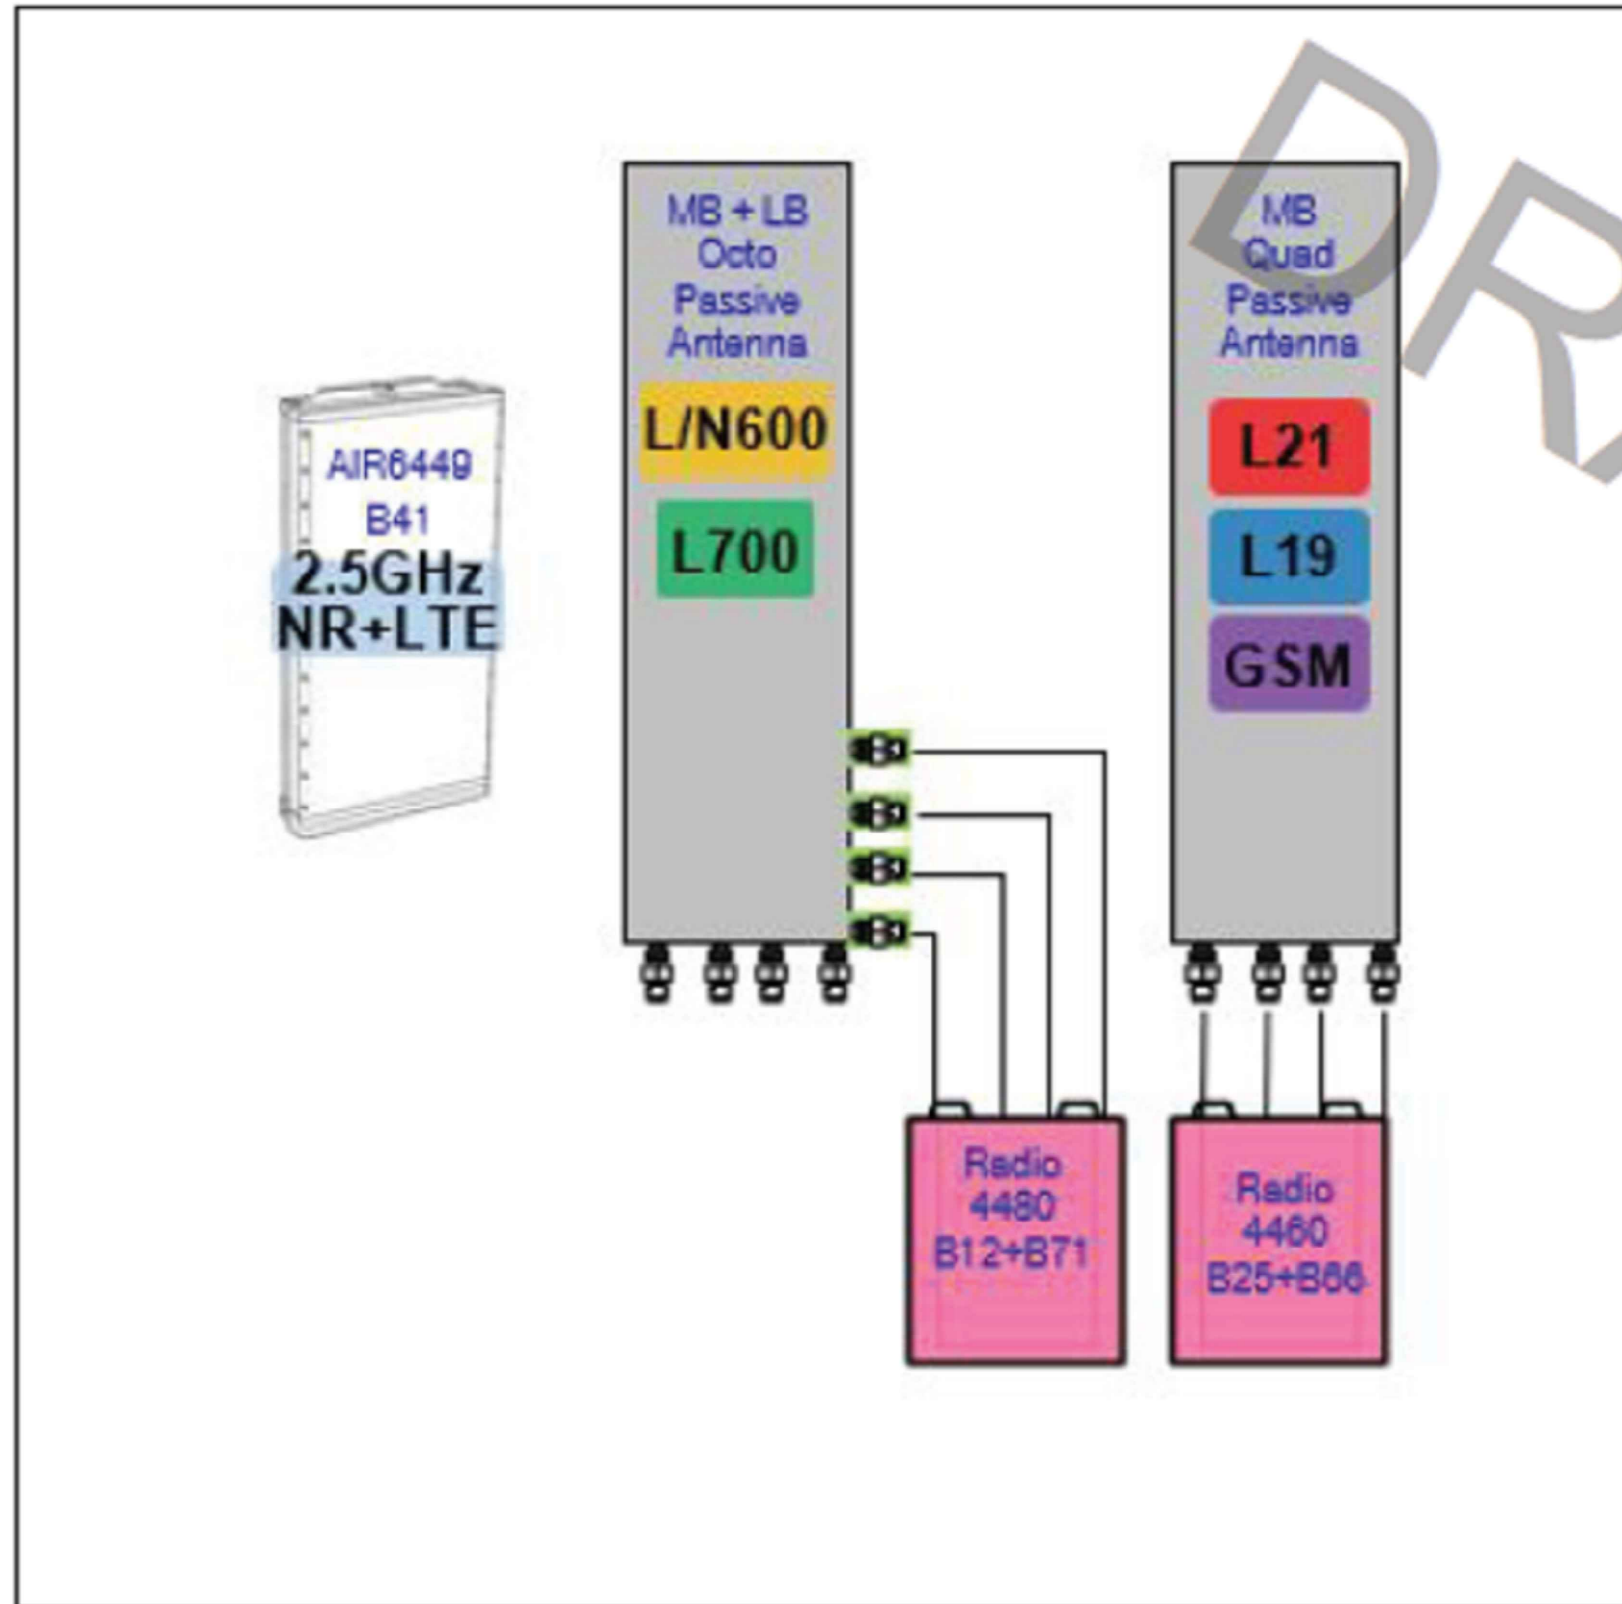 AIR6449
B41
2.5GHz
NR+LTE
MB + LB
Octo
Passive
Antenna
L/N600
L700
MB
Quad
Passive
Antenna
L21
L19
GSM
Radio
4480
B12+B71
Radio
4460
B25+B66
DR